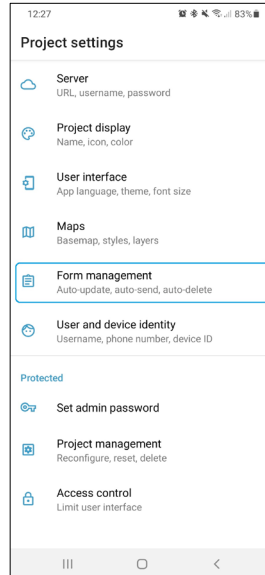 12:27 83%
Project settings
Server
URL, username, password
Project display
Name, icon, color
User interface
App language, theme, font size
Maps
Basemap, styles, layers
Form management
Auto-update, auto-send, auto-delete
User and device identity
Username, phone number, device ID
Protected
Set admin password
Project management
Reconfigure, reset, delete
Access control
Limit user interface